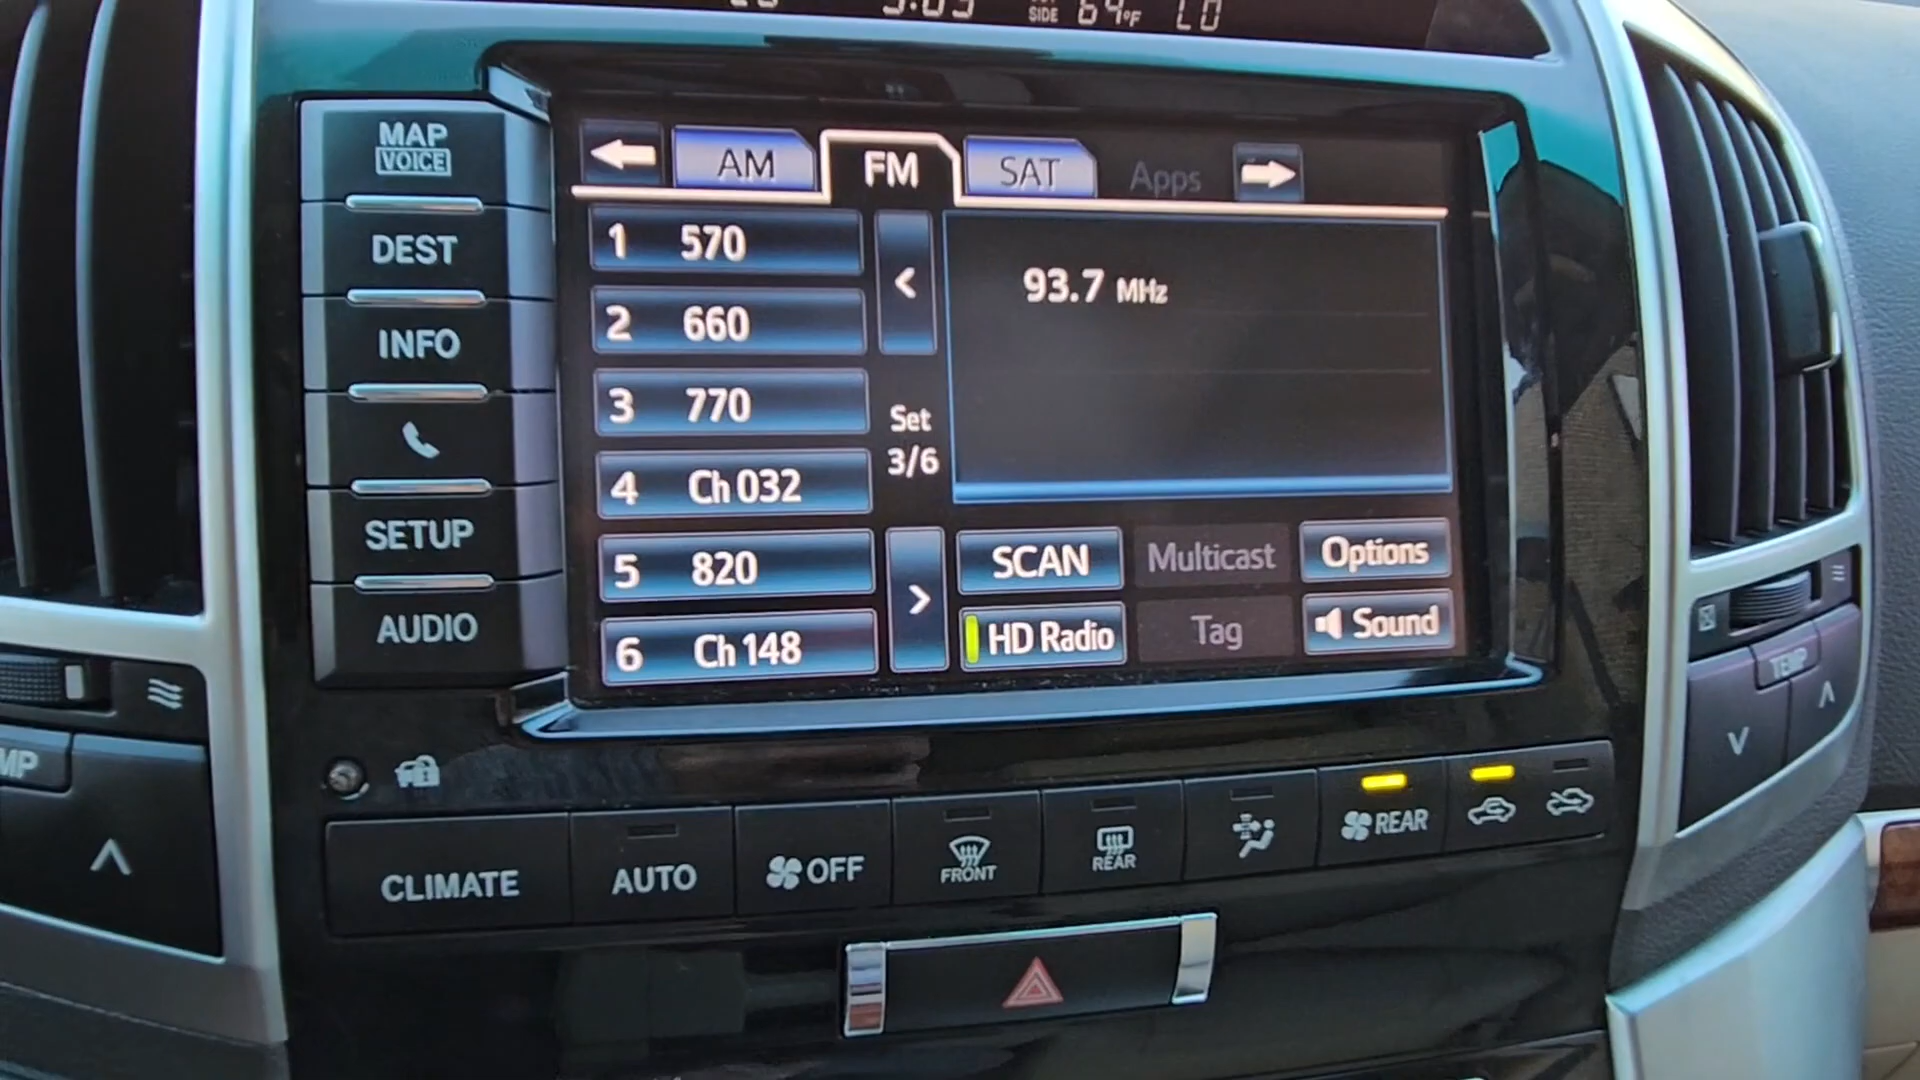 SIDE 64°F LO
MAP
VOICE
DEST
INFO
SETUP
AUDIO
AM FM SAT Apps
1 570
2 660
3 770
4 Ch 032
5 820
6 Ch 148
<
Set
3/6
>
93.7 MHz
SCAN Multicast Options
HD Radio Tag Sound
TEMP
CLIMATE AUTO OFF FRONT REAR REAR